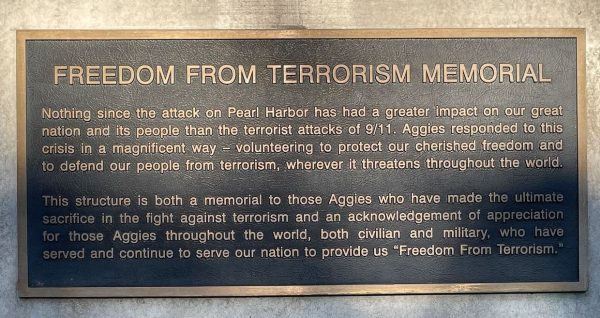 FREEDOM FROM TERRORISM MEMORIAL
Nothing since the attack on Pearl Harbor has had a greater impact on our great
nation and its people than the terrorist attacks of 9/11. Aggies responded to this
crisis in a magnificent way – volunteering to protect our cherished freedom and
to defend our people from terrorism, wherever it threatens throughout the world.
This structure is both a memorial to those Aggies who have made the ultimate
sacrifice in the fight against terrorism and an acknowledgement of appreciation
for those Aggies throughout the world, both civilian and military, who have
served and continue to serve our nation to provide us “Freedom From Terrorism.”